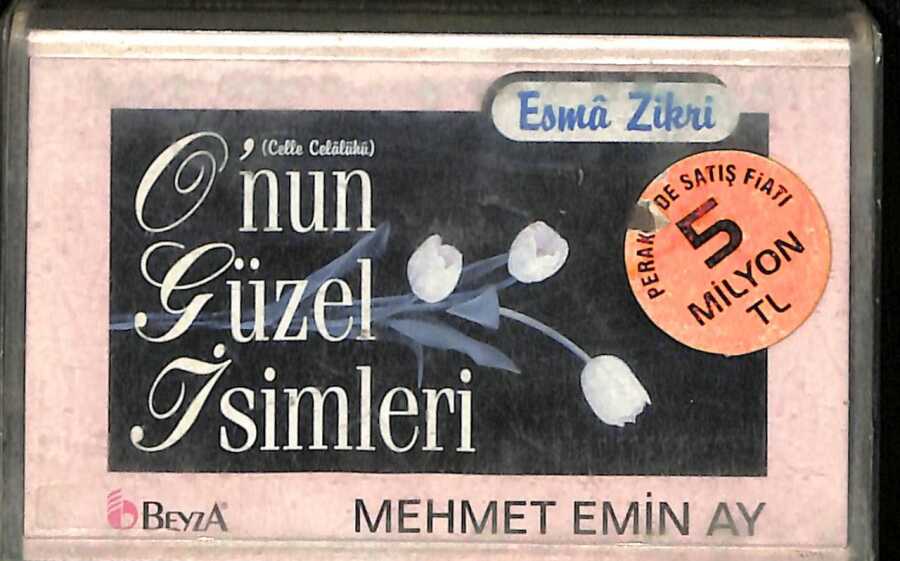 Esmâ Zikri
(Celle Celâlühü)
O'nun
Güzel
İsimleri
PERAK DE SATIŞ FİATI
5
MİLYON
TL
BEYZA
MEHMET EMİN AY